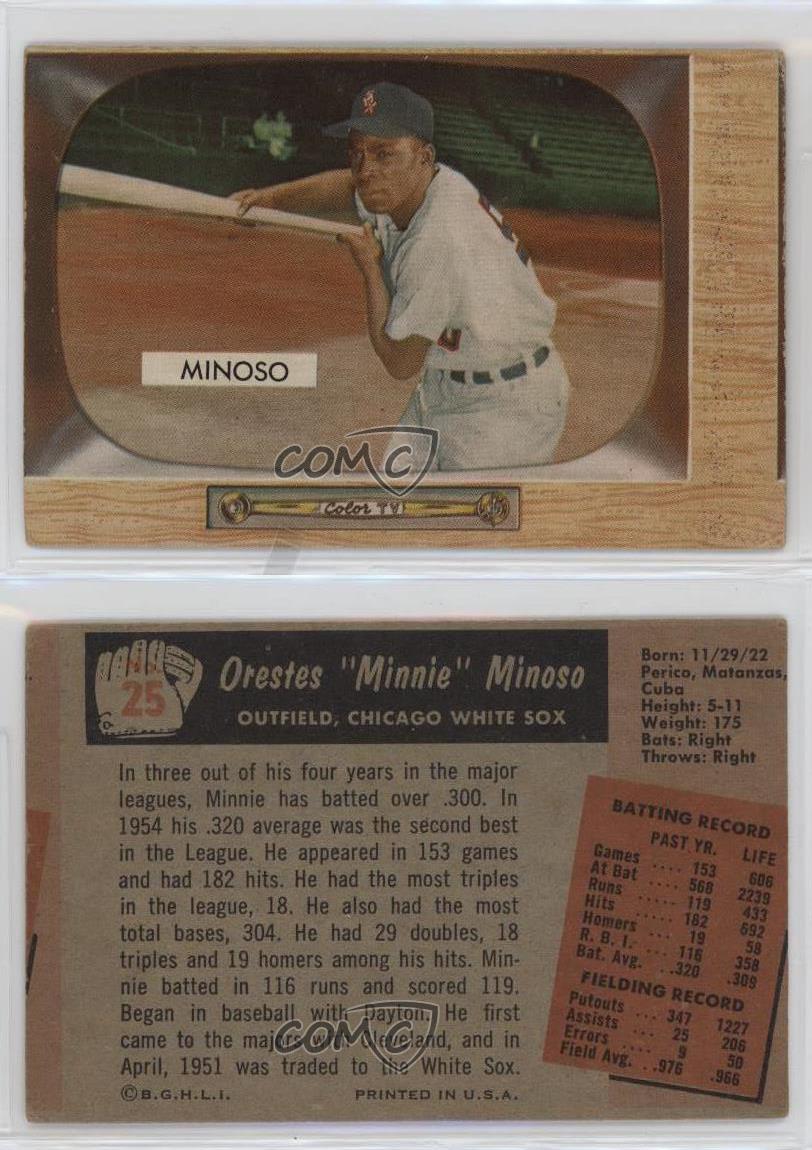 MINOSO
COMC
Color TV
No.
25
Orestes "Minnie" Minoso
OUTFIELD, CHICAGO WHITE SOX
Born: 11/29/22
Perico, Matanzas,
Cuba
Height: 5-11
Weight: 175
Bats: Right
Throws: Right
In three out of his four years in the major
leagues, Minnie has batted over .300. In
1954 his .320 average was the second best
in the League. He appeared in 153 games
and had 182 hits. He had the most triples
in the league, 18. He also had the most
total bases, 304. He had 29 doubles, 18
triples and 19 homers among his hits. Min-
nie batted in 116 runs and scored 119.
Began in baseball with Dayton. He first
came to the majors with Cleveland, and in
April, 1951 was traded to the White Sox.
COMC
©B.G.H.L.I. PRINTED IN U.S.A.
BATTING RECORD
PAST YR. LIFE
Games .... 153 606
At Bat .... 568 2239
Runs .... 119 433
Hits ..... 182 692
Homers .... 19 58
R. B. I. ... 116 358
Bat. Avg. . .320 .309
FIELDING RECORD
Putouts ... 347 1227
Assists .... 25 206
Errors .... 9 50
Field Avg. . .976 .966